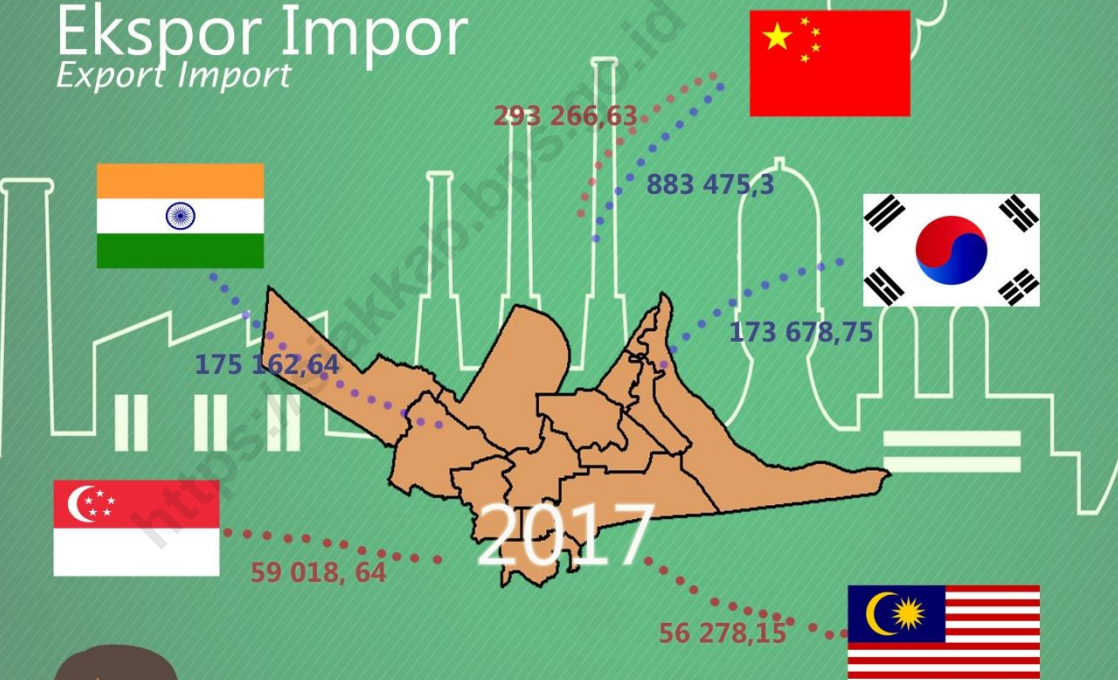 Ekspor Impor
Export Import
293 266,63
883 475,3
173 678,75
175 162,64
2017
59 018, 64
56 278,15
https://siakkab.bps.go.id